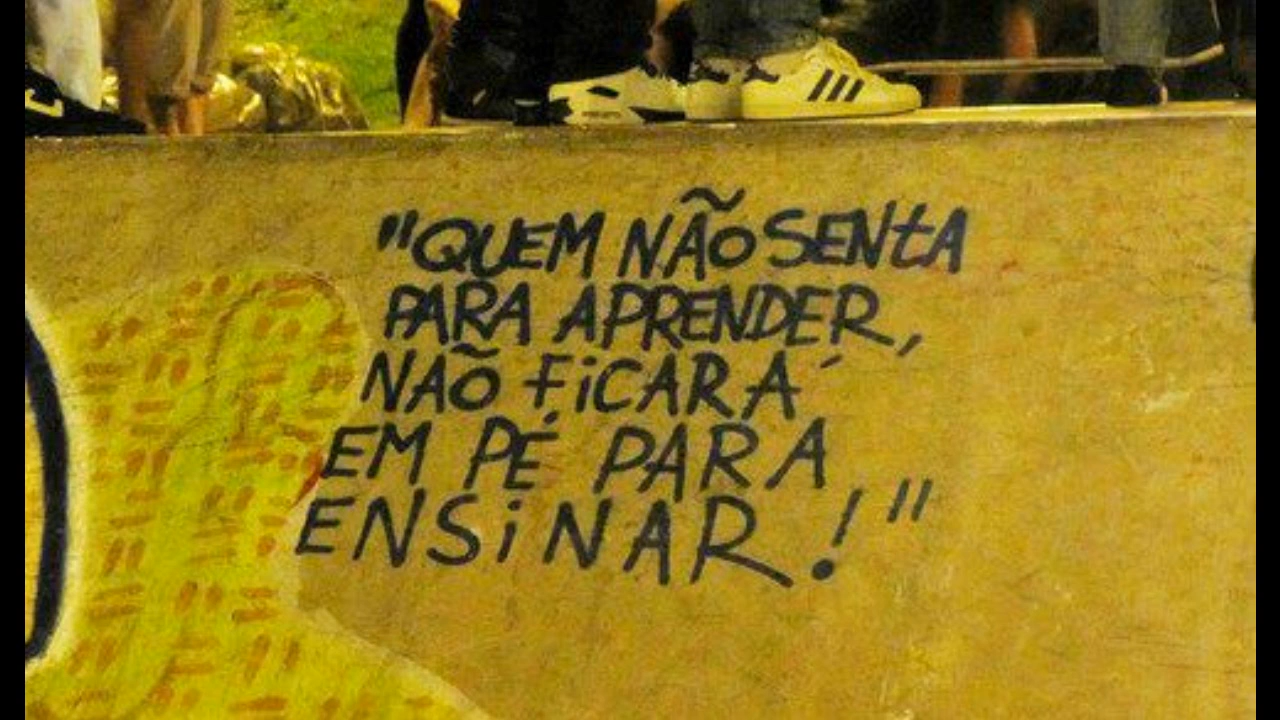 "QUEM NÃO SENTA
PARA APRENDER,
NÃO FiCARÁ
EM PÉ PARA
ENSiNAR!"